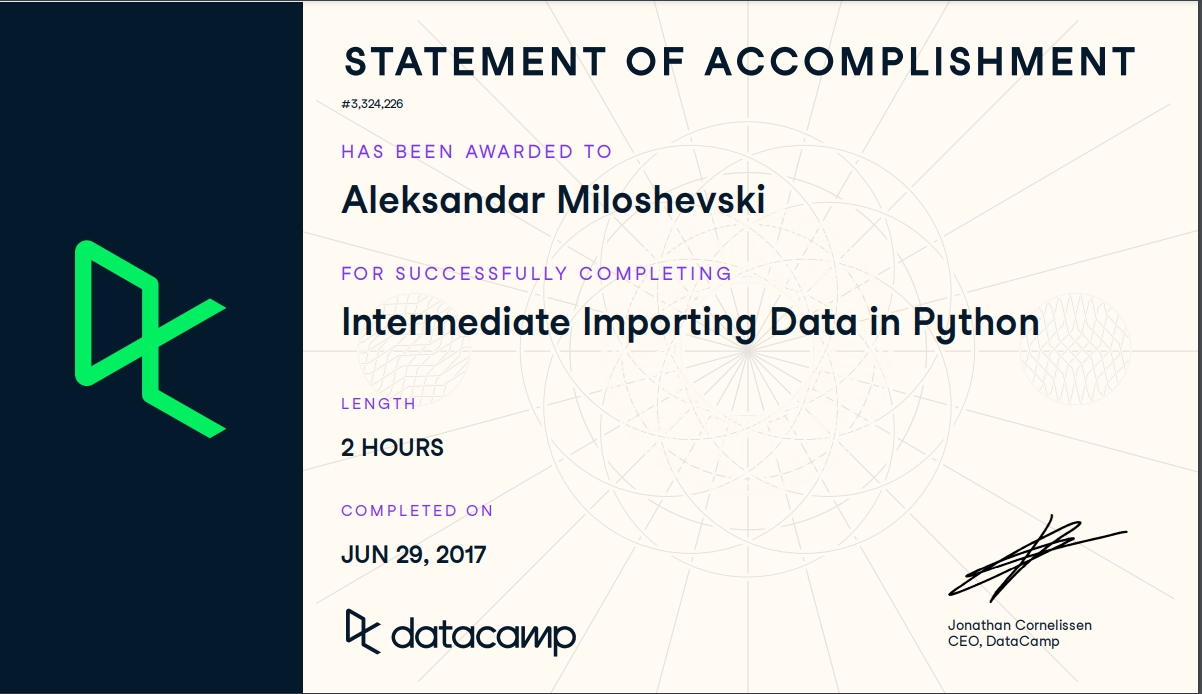 STATEMENT OF ACCOMPLISHMENT
#3,324,226
HAS BEEN AWARDED TO
Aleksandar Miloshevski
FOR SUCCESSFULLY COMPLETING
Intermediate Importing Data in Python
LENGTH
2 HOURS
COMPLETED ON
JUN 29, 2017
datacamp
Jonathan Cornelissen
CEO, DataCamp